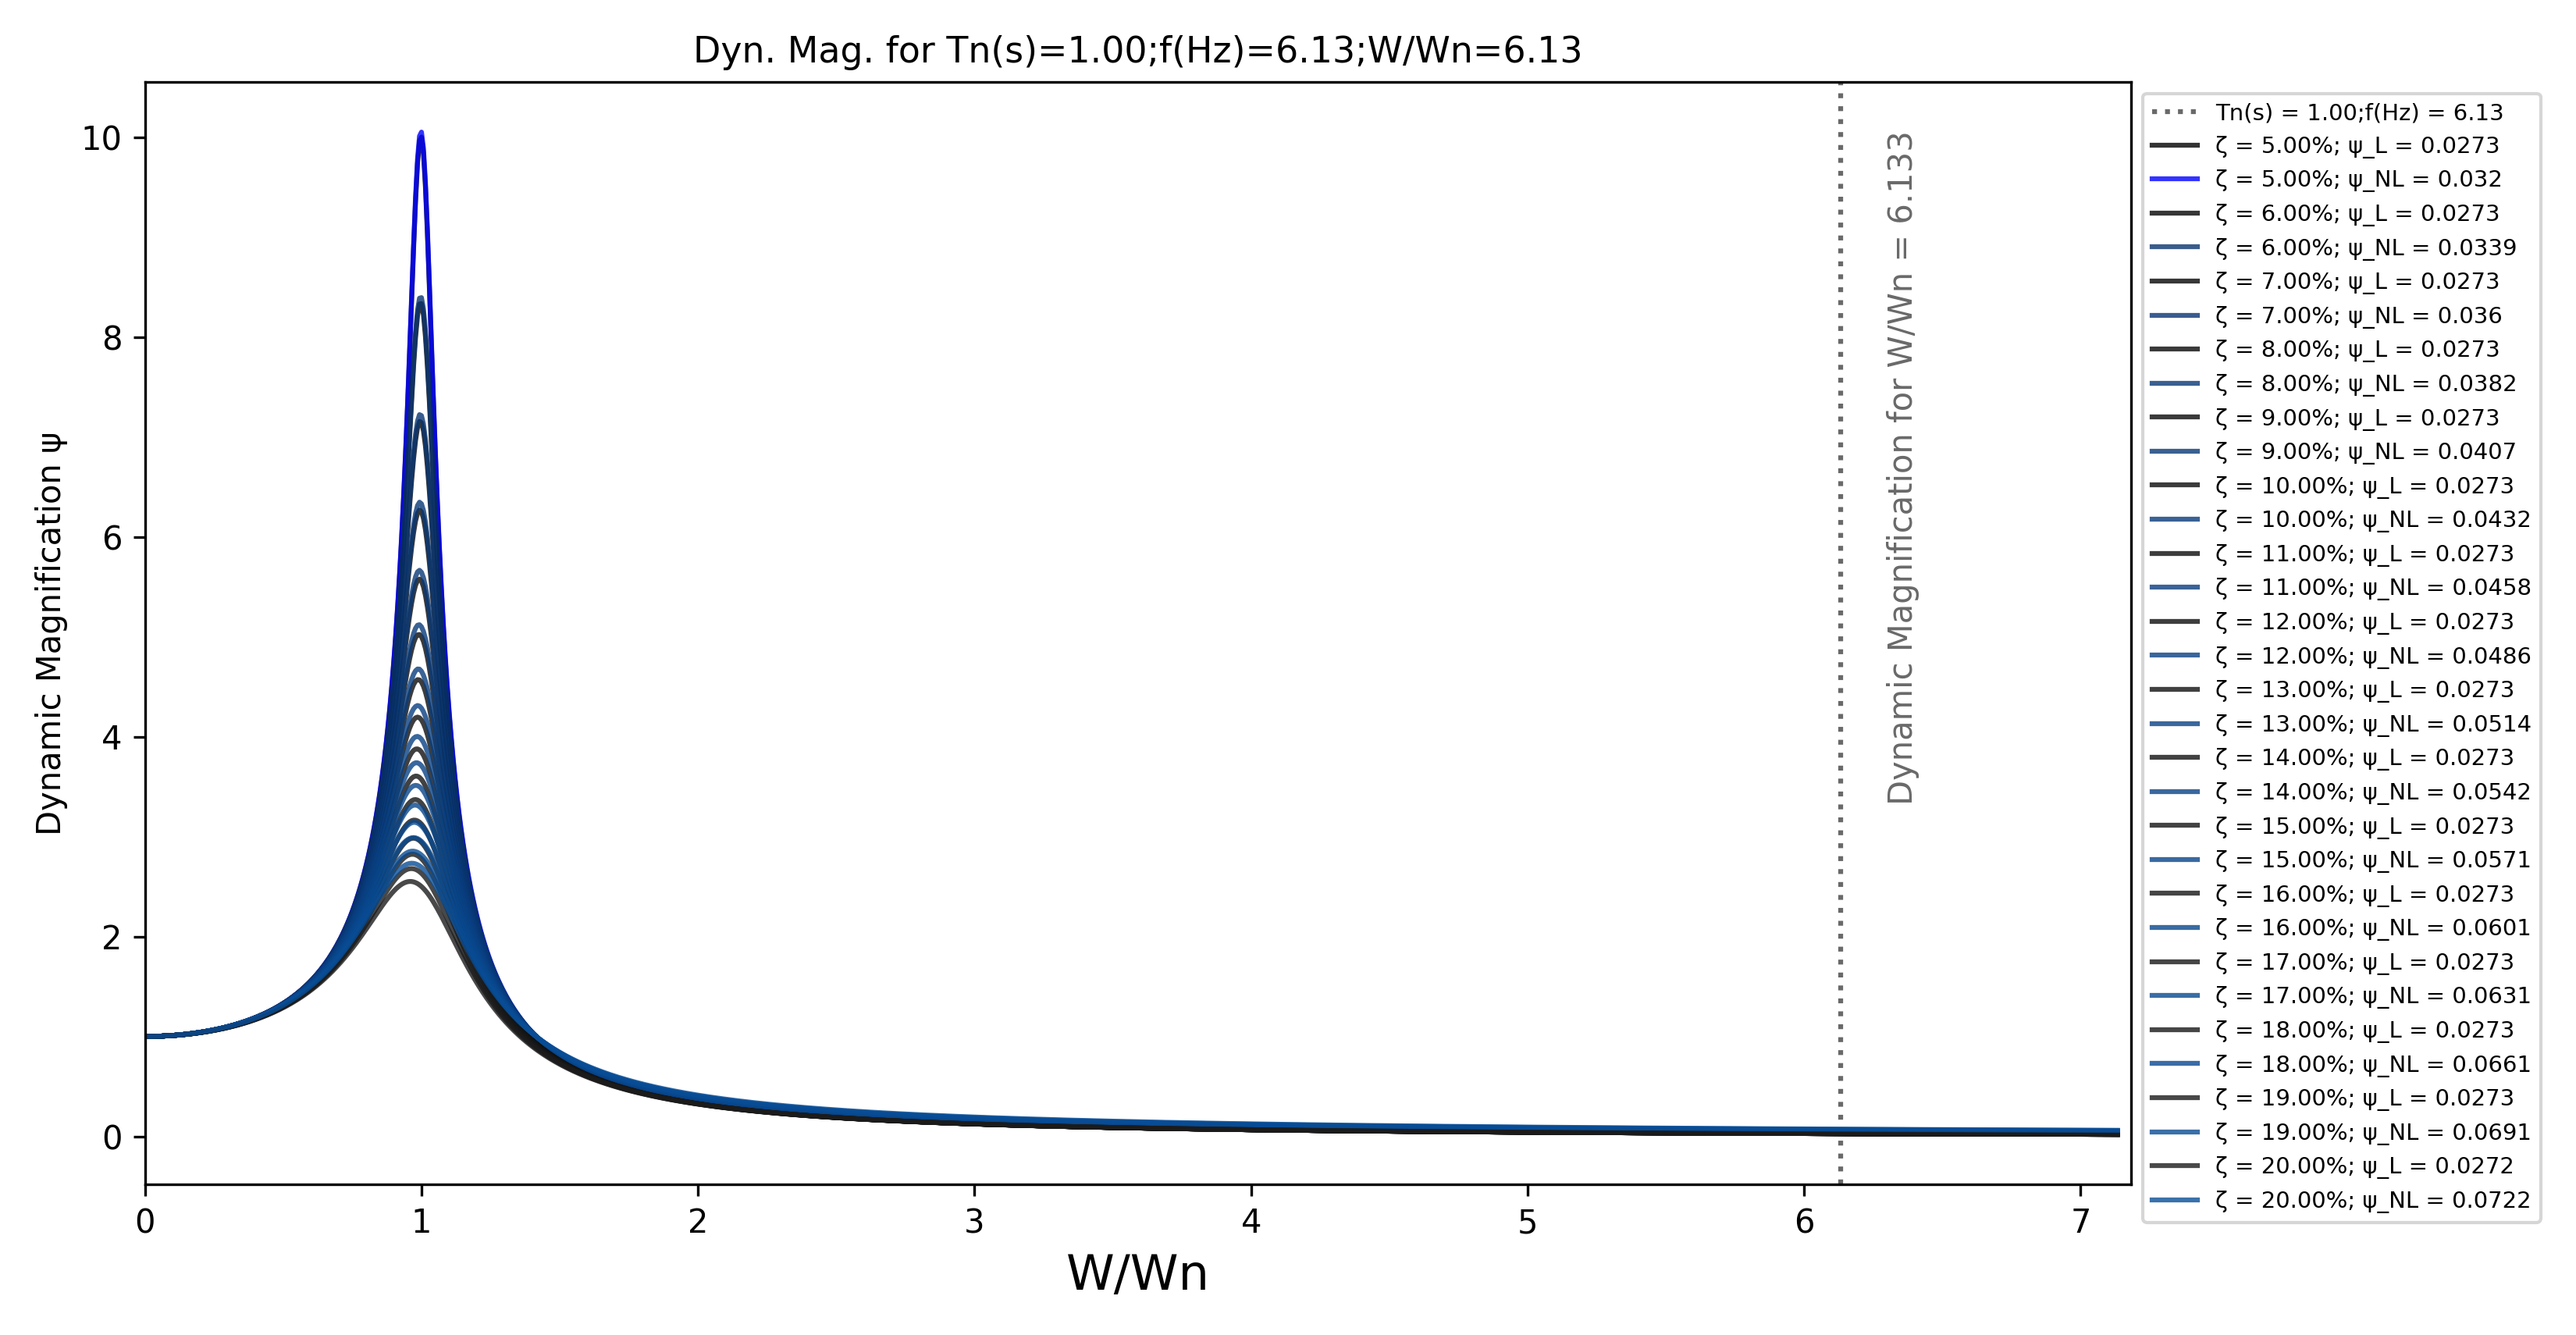 Dyn. Mag. for Tn(s)=1.00;f(Hz)=6.13;W/Wn=6.13
Dynamic Magnification ψ
10
8
6
4
2
0
0 1 2 3 4 5 6 7
W/Wn
Dynamic Magnification for W/Wn = 6.133
Tn(s) = 1.00;f(Hz) = 6.13
ζ = 5.00%; ψ_L = 0.0273
ζ = 5.00%; ψ_NL = 0.032
ζ = 6.00%; ψ_L = 0.0273
ζ = 6.00%; ψ_NL = 0.0339
ζ = 7.00%; ψ_L = 0.0273
ζ = 7.00%; ψ_NL = 0.036
ζ = 8.00%; ψ_L = 0.0273
ζ = 8.00%; ψ_NL = 0.0382
ζ = 9.00%; ψ_L = 0.0273
ζ = 9.00%; ψ_NL = 0.0407
ζ = 10.00%; ψ_L = 0.0273
ζ = 10.00%; ψ_NL = 0.0432
ζ = 11.00%; ψ_L = 0.0273
ζ = 11.00%; ψ_NL = 0.0458
ζ = 12.00%; ψ_L = 0.0273
ζ = 12.00%; ψ_NL = 0.0486
ζ = 13.00%; ψ_L = 0.0273
ζ = 13.00%; ψ_NL = 0.0514
ζ = 14.00%; ψ_L = 0.0273
ζ = 14.00%; ψ_NL = 0.0542
ζ = 15.00%; ψ_L = 0.0273
ζ = 15.00%; ψ_NL = 0.0571
ζ = 16.00%; ψ_L = 0.0273
ζ = 16.00%; ψ_NL = 0.0601
ζ = 17.00%; ψ_L = 0.0273
ζ = 17.00%; ψ_NL = 0.0631
ζ = 18.00%; ψ_L = 0.0273
ζ = 18.00%; ψ_NL = 0.0661
ζ = 19.00%; ψ_L = 0.0273
ζ = 19.00%; ψ_NL = 0.0691
ζ = 20.00%; ψ_L = 0.0272
ζ = 20.00%; ψ_NL = 0.0722